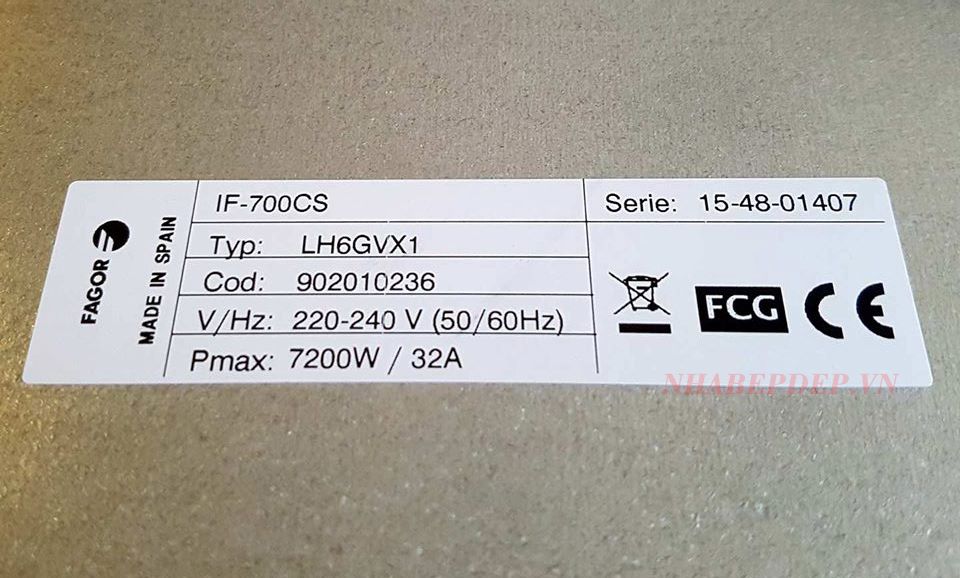 FAGOR
MADE IN SPAIN
IF-700CS
Typ: LH6GVX1
Cod: 902010236
V/Hz: 220-240 V (50/60Hz)
Pmax: 7200W / 32A
Serie: 15-48-01407
FCG CE
NHABEPDEP.VN